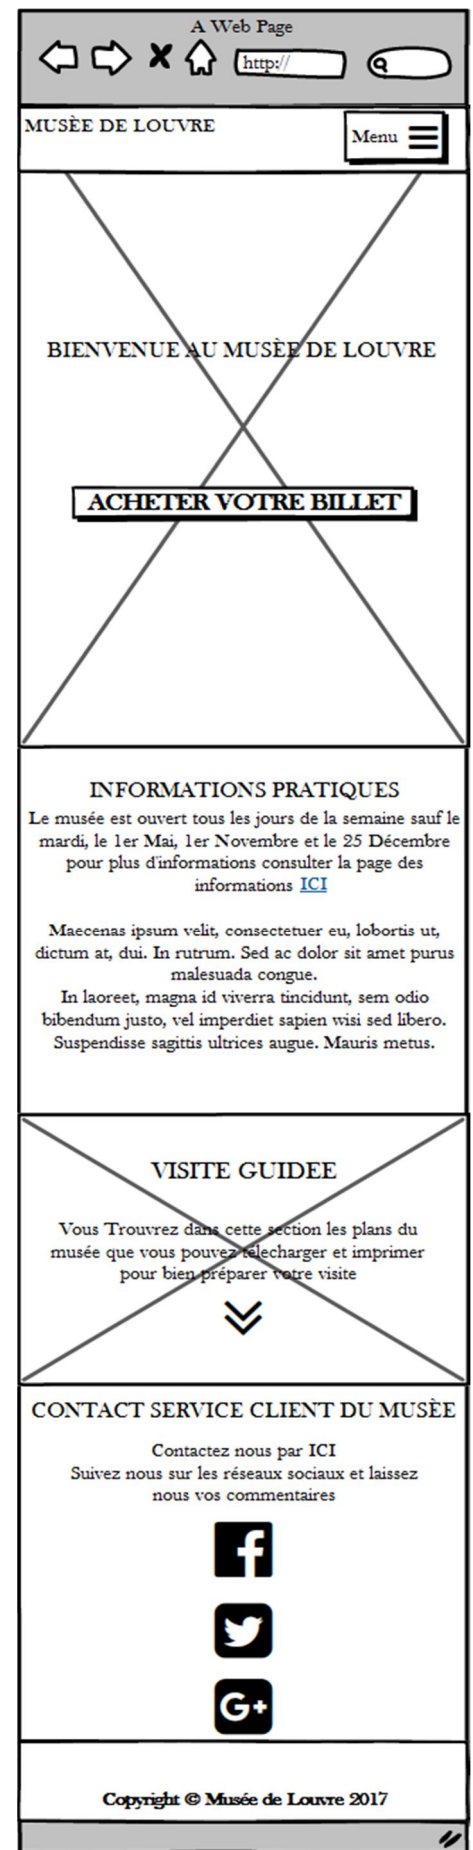 A Web Page
http://
MUSÈE DE LOUVRE
Menu
BIENVENUE AU MUSÈE DE LOUVRE
ACHETER VOTRE BILLET
INFORMATIONS PRATIQUES
Le musée est ouvert tous les jours de la semaine sauf le
mardi, le 1er Mai, 1er Novembre et le 25 Décembre
pour plus d'informations consulter la page des
informations ICI
Maecenas ipsum velit, consectetuer eu, lobortis ut,
dictum at, dui. In rutrum. Sed ac dolor sit amet purus
malesuada congue.
In laoreet, magna id viverra tincidunt, sem odio
bibendum justo, vel imperdiet sapien wisi sed libero.
Suspendisse sagittis ultrices augue. Mauris metus.
VISITE GUIDEE
Vous Trouvrez dans cette section les plans du
musée que vous pouvez télecharger et imprimer
pour bien préparer votre visite
CONTACT SERVICE CLIENT DU MUSÈE
Contactez nous par ICI
Suivez nous sur les réseaux sociaux et laissez
nous vos commentaires
f
G+
Copyright © Musée de Louvre 2017